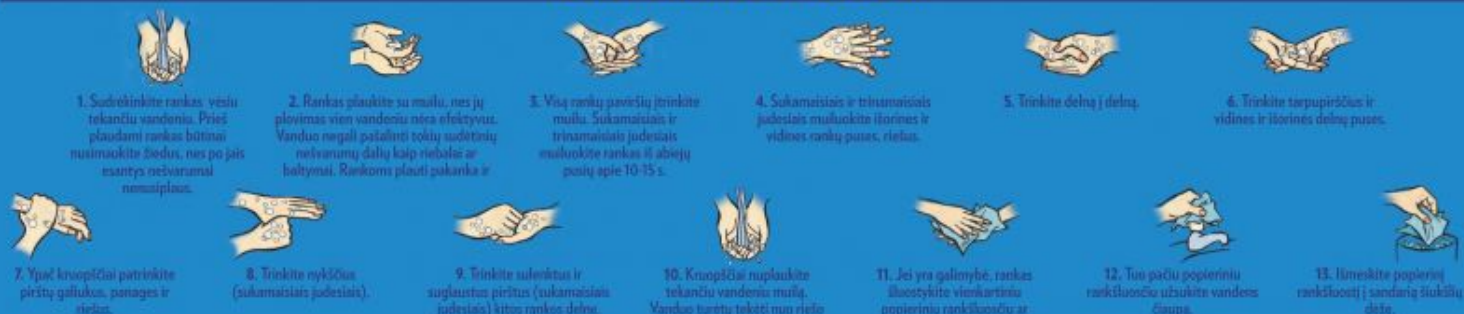 1. Sudrėkinkite rankas vėsiu
tekančiu vandeniu. Prieš
plaudami rankas būtinai
nusimaukite žiedus, nes po jais
esantys nešvarumai
nenusiplaus.
2. Rankas plaukite su muilu, nes jų
plovimas vien vandeniu nėra efektyvus.
Vanduo negali pašalinti tokių sudėtinių
nešvarumų dalių kaip riebalai ar
baltymai. Rankoms plauti pakanka ir
3. Visą rankų paviršių įtrinkite
muilu. Sukamaisiais ir
trinamaisiais judesiais
muiluokite rankas iš abiejų
pusių apie 10-15 s.
4. Sukamaisiais ir trinamaisiais
judesiais muiluokite išorines ir
vidines rankų puses, riešus.
5. Trinkite delną į delną.
6. Trinkite tarpupirščius ir
vidines ir išorines delnų puses.
7. Ypač kruopščiai patrinkite
pirštų galiukus, panages ir
riešus.
8. Trinkite nykščius
(sukamaisiais judesiais).
9. Trinkite sulenktus ir
suglaustus pirštus (sukamaisiais
judesiais) kitos rankos delne.
10. Kruopščiai nuplaukite
tekančiu vandeniu muilą.
Vanduo turėtų tekėti nuo riešo
11. Jei yra galimybė, rankas
šluostykite vienkartiniu
popieriniu rankšluosčiu ar
12. Tuo pačiu popieriniu
rankšluosčiu užsukite vandens
čiaupą.
13. Išmeskite popierinį
rankšluostį į sandarią šiukšlių
dėžę.